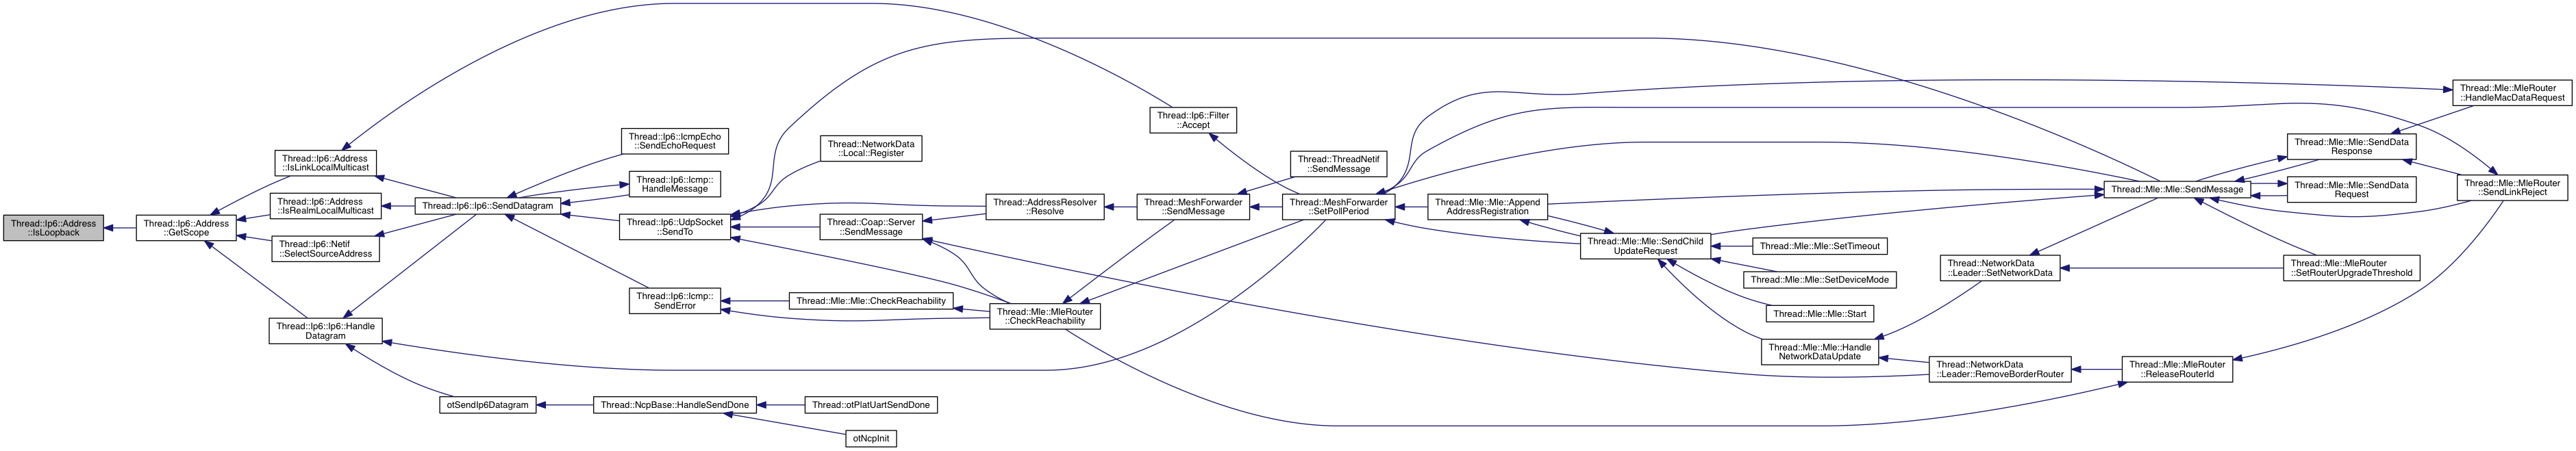 Thread::Ip6::Address
::IsLoopback
Thread::Ip6::Address
::GetScope
Thread::Ip6::Address
::IsLinkLocalMulticast
Thread::Ip6::Address
::IsRealmLocalMulticast
Thread::Ip6::Netif
::SelectSourceAddress
Thread::Ip6::Ip6::Handle
Datagram
Thread::Ip6::Ip6::SendDatagram
otSendIp6Datagram
Thread::Ip6::IcmpEcho
::SendEchoRequest
Thread::Ip6::Icmp::
HandleMessage
Thread::Ip6::UdpSocket
::SendTo
Thread::Ip6::Icmp::
SendError
Thread::NcpBase::HandleSendDone
Thread::NetworkData
::Local::Register
Thread::Coap::Server
::SendMessage
Thread::Mle::Mle::CheckReachability
Thread::otPlatUartSendDone
otNcpInit
Thread::AddressResolver
::Resolve
Thread::Mle::MleRouter
::CheckReachability
Thread::Ip6::Filter
::Accept
Thread::MeshForwarder
::SendMessage
Thread::ThreadNetif
::SendMessage
Thread::MeshForwarder
::SetPollPeriod
Thread::Mle::Mle::Append
AddressRegistration
Thread::Mle::Mle::SendChild
UpdateRequest
Thread::Mle::Mle::SetTimeout
Thread::Mle::Mle::SetDeviceMode
Thread::Mle::Mle::Start
Thread::Mle::Mle::Handle
NetworkDataUpdate
Thread::NetworkData
::Leader::SetNetworkData
Thread::NetworkData
::Leader::RemoveBorderRouter
Thread::Mle::Mle::SendMessage
Thread::Mle::MleRouter
::ReleaseRouterId
Thread::Mle::Mle::SendData
Response
Thread::Mle::Mle::SendData
Request
Thread::Mle::MleRouter
::SetRouterUpgradeThreshold
Thread::Mle::MleRouter
::HandleMacDataRequest
Thread::Mle::MleRouter
::SendLinkReject